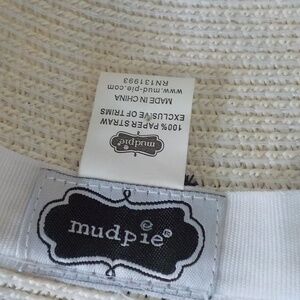 mudpie
100% PAPER STRAW
EXCLUSIVE OF TRIMS
MADE IN CHINA
www.mud-pie.com
RN131993
mudpie®